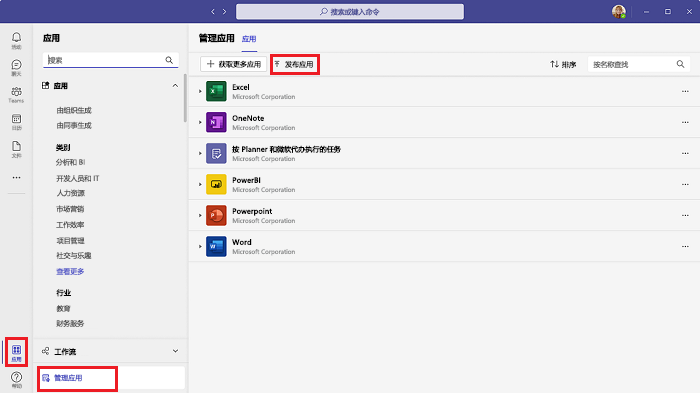 搜索或键入命令
活动
聊天
Teams
日历
文件
应用
帮助
应用
搜索
应用
由组织生成
由同事生成
类别
分析和 BI
开发人员和 IT
人力资源
市场营销
工作效率
项目管理
社交与乐趣
查看更多
行业
教育
财务服务
工作流
管理应用
管理应用 应用
获取更多应用 发布应用 排序 按名称查找
Excel
Microsoft Corporation
OneNote
Microsoft Corporation
按 Planner 和微软代办执行的任务
PowerBI
Microsoft Corporation
Powerpoint
Microsoft Corporation
Word
Microsoft Corporation